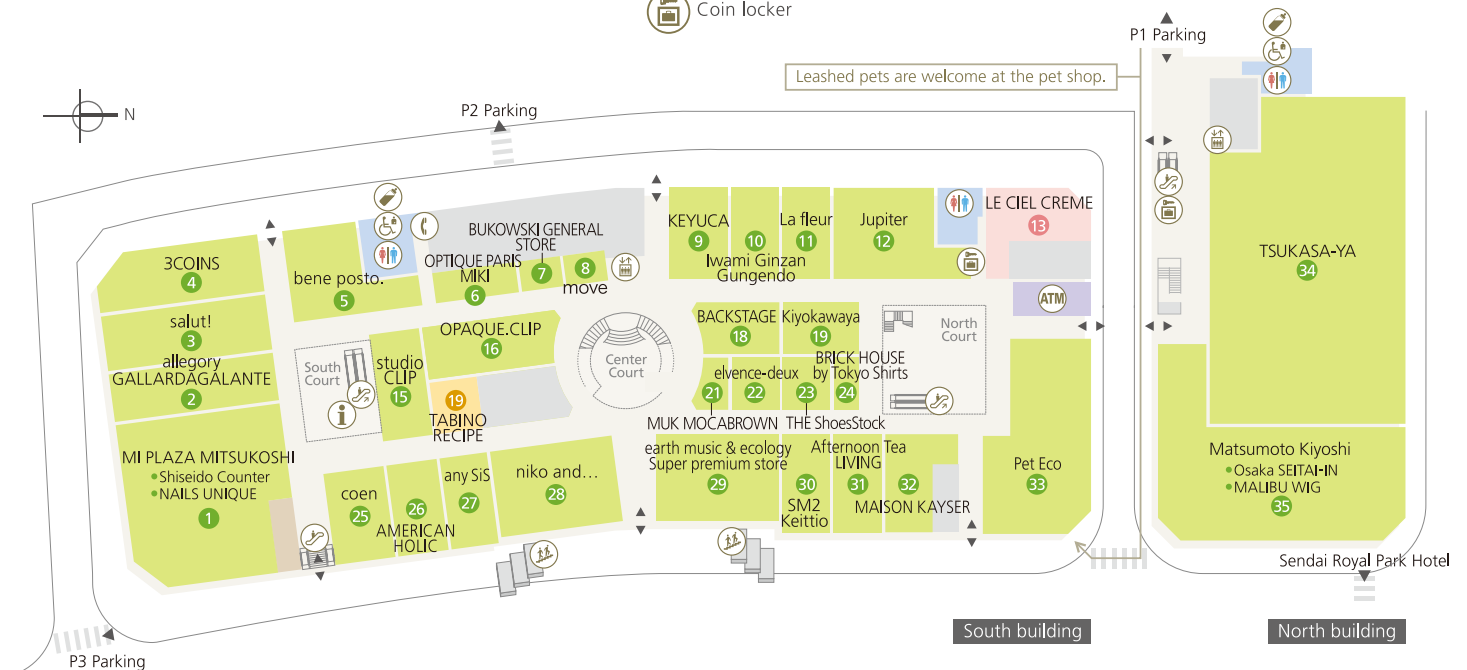 Coin locker
P1 Parking
Leashed pets are welcome at the pet shop.
N
P2 Parking
3COINS
4
salut!
3
allegory
GALLARDAGALANTE
2
MI PLAZA MITSUKOSHI
Shiseido Counter
NAILS UNIQUE
1
bene posto.
5
OPTIQUE PARIS
MIKI
6
BUKOWSKI GENERAL
STORE
7
8
move
KEYUCA
9
10
Iwami Ginzan
Gungendo
La fleur
11
Jupiter
12
LE CIEL CREME
13
ATM
OPAQUE.CLIP
16
South
Court
i
studio
CLIP
15
19
TABINO
RECIPE
Center
Court
BACKSTAGE
18
Kiyokawaya
19
North
Court
21
MUK MOCABROWN
elvence-deux
22
23
THE ShoesStock
BRICK HOUSE
by Tokyo Shirts
24
coen
25
26
AMERICAN
HOLIC
any SiS
27
niko and...
28
earth music & ecology
Super premium store
29
30
SM2
Keittio
Afternoon Tea
LIVING
31
32
MAISON KAYSER
Pet Eco
33
TSUKASA-YA
34
Matsumoto Kiyoshi
Osaka SEITAI-IN
MALIBU WIG
35
Sendai Royal Park Hotel
South building
North building
P3 Parking